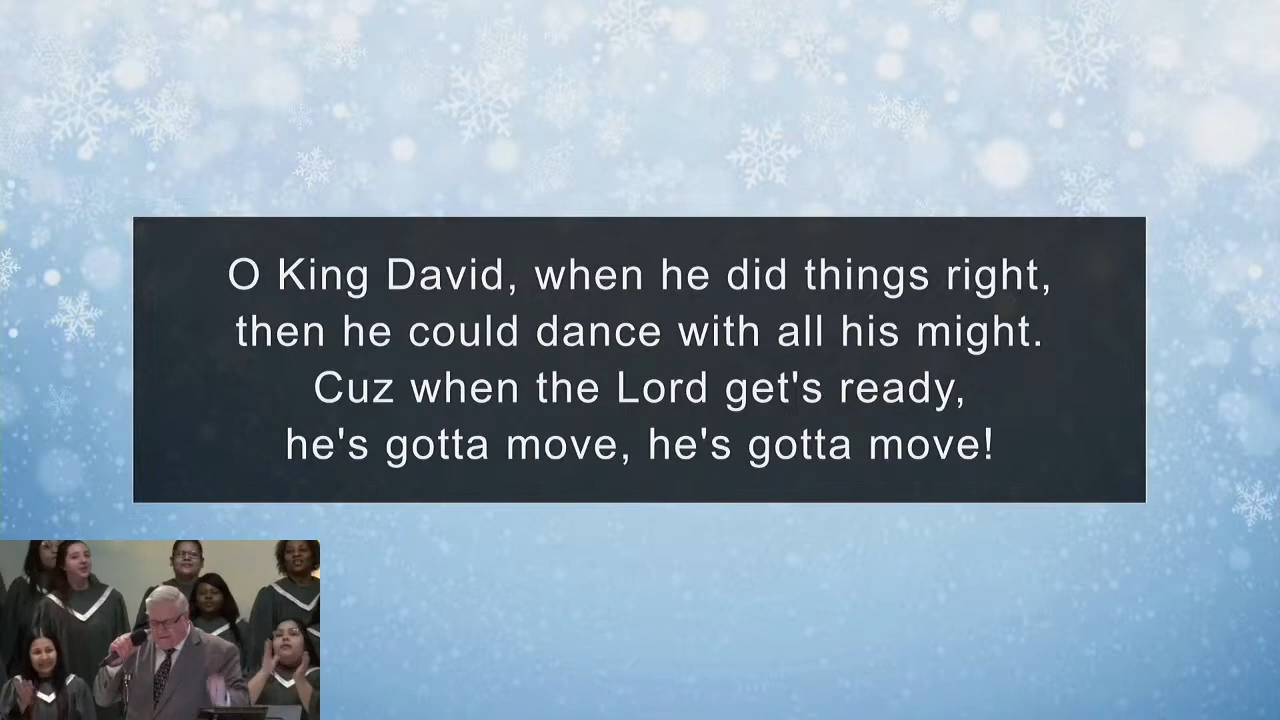 O King David, when he did things right,
then he could dance with all his might.
Cuz when the Lord get's ready,
he's gotta move, he's gotta move!